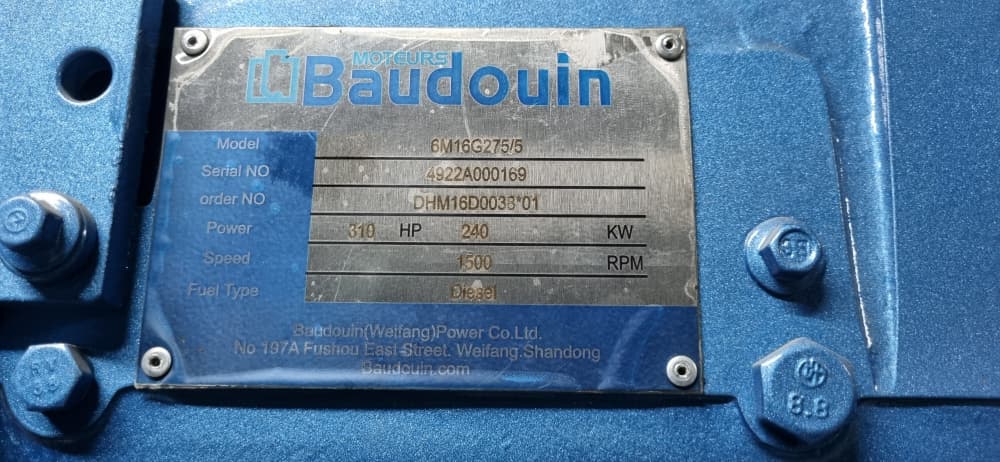 MOTEURS
Baudouin
Model 6M16G275/5
Serial NO 4922A000169
order NO DHM16D0033*01
Power 310 HP 240 KW
Speed 1500 RPM
Fuel Type Diesel
Baudouin(Weifang)Power Co.Ltd.
No 197A Fushou East Street. Weifang.Shandong
Baudouin.com
8.8